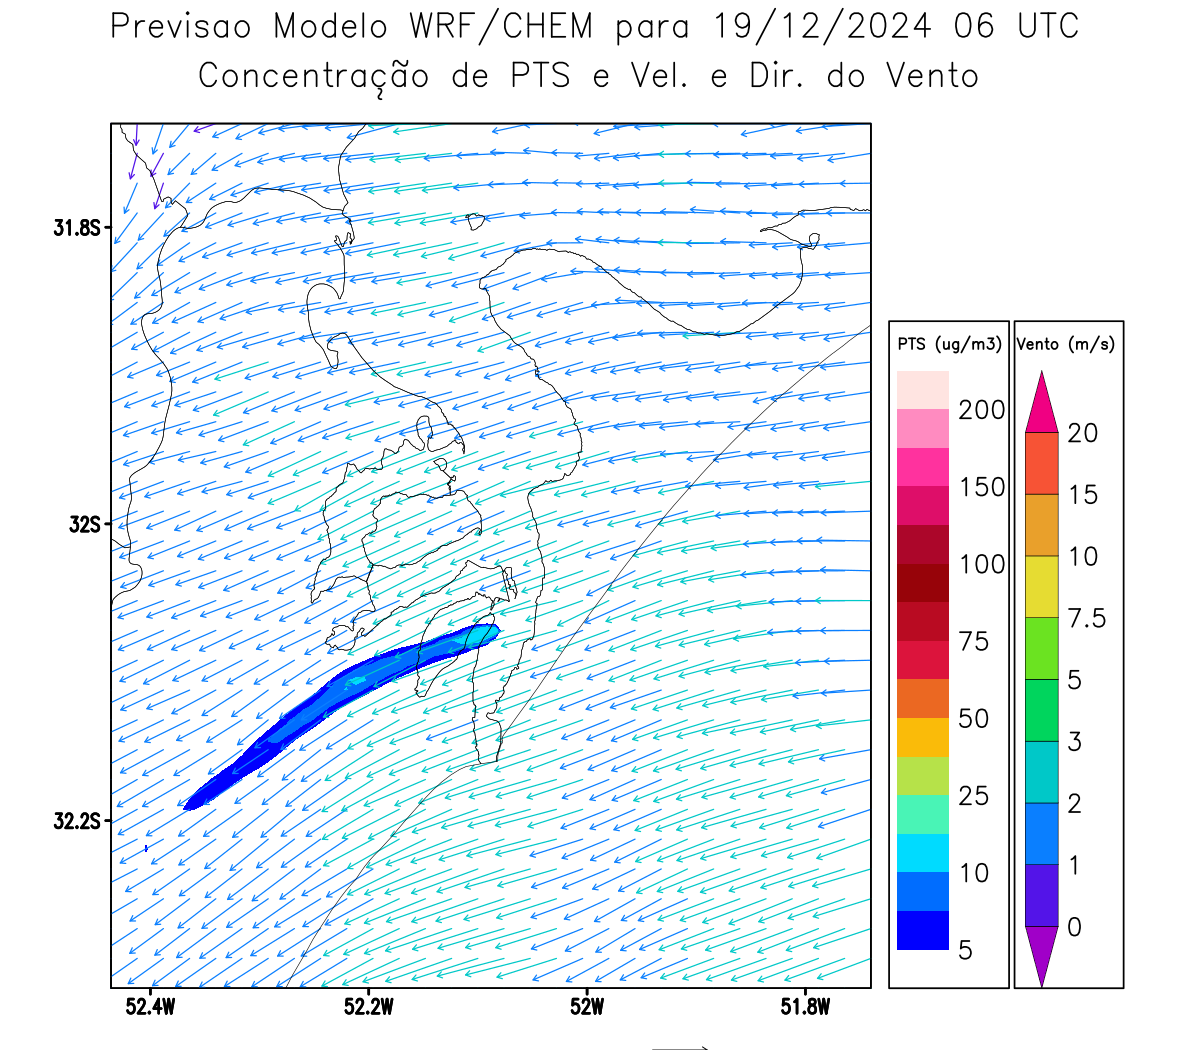 Previsao Modelo WRF/CHEM para 19/12/2024 06 UTC
Concentração de PTS e Vel. e Dir. do Vento
31.8S
32S
32.2S
52.4W
52.2W
52W
51.8W
PTS (ug/m3)
200
150
100
75
50
25
10
5
Vento (m/s)
20
15
10
7.5
5
3
2
1
0